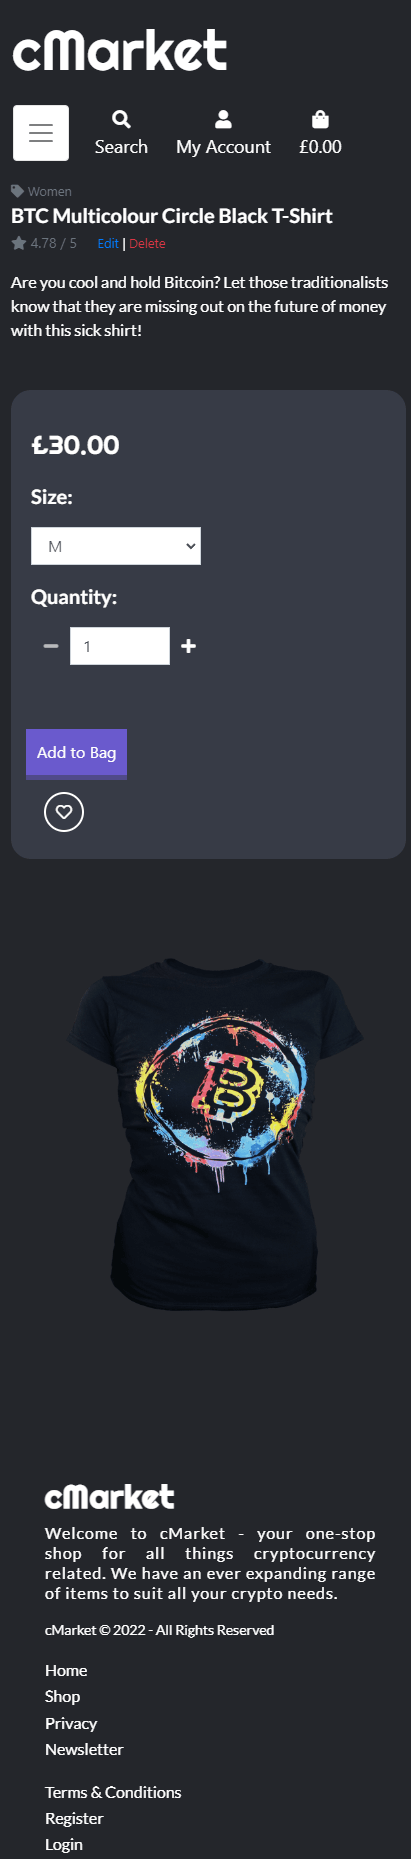 cMarket
Search My Account £0.00
Women
BTC Multicolour Circle Black T-Shirt
4.78 / 5 Edit | Delete
Are you cool and hold Bitcoin? Let those traditionalists
know that they are missing out on the future of money
with this sick shirt!
£30.00
Size:
M
Quantity:
1
Add to Bag
cMarket
Welcome to cMarket - your one-stop
shop for all things cryptocurrency
related. We have an ever expanding range
of items to suit all your crypto needs.
cMarket © 2022 - All Rights Reserved
Home
Shop
Privacy
Newsletter
Terms & Conditions
Register
Login